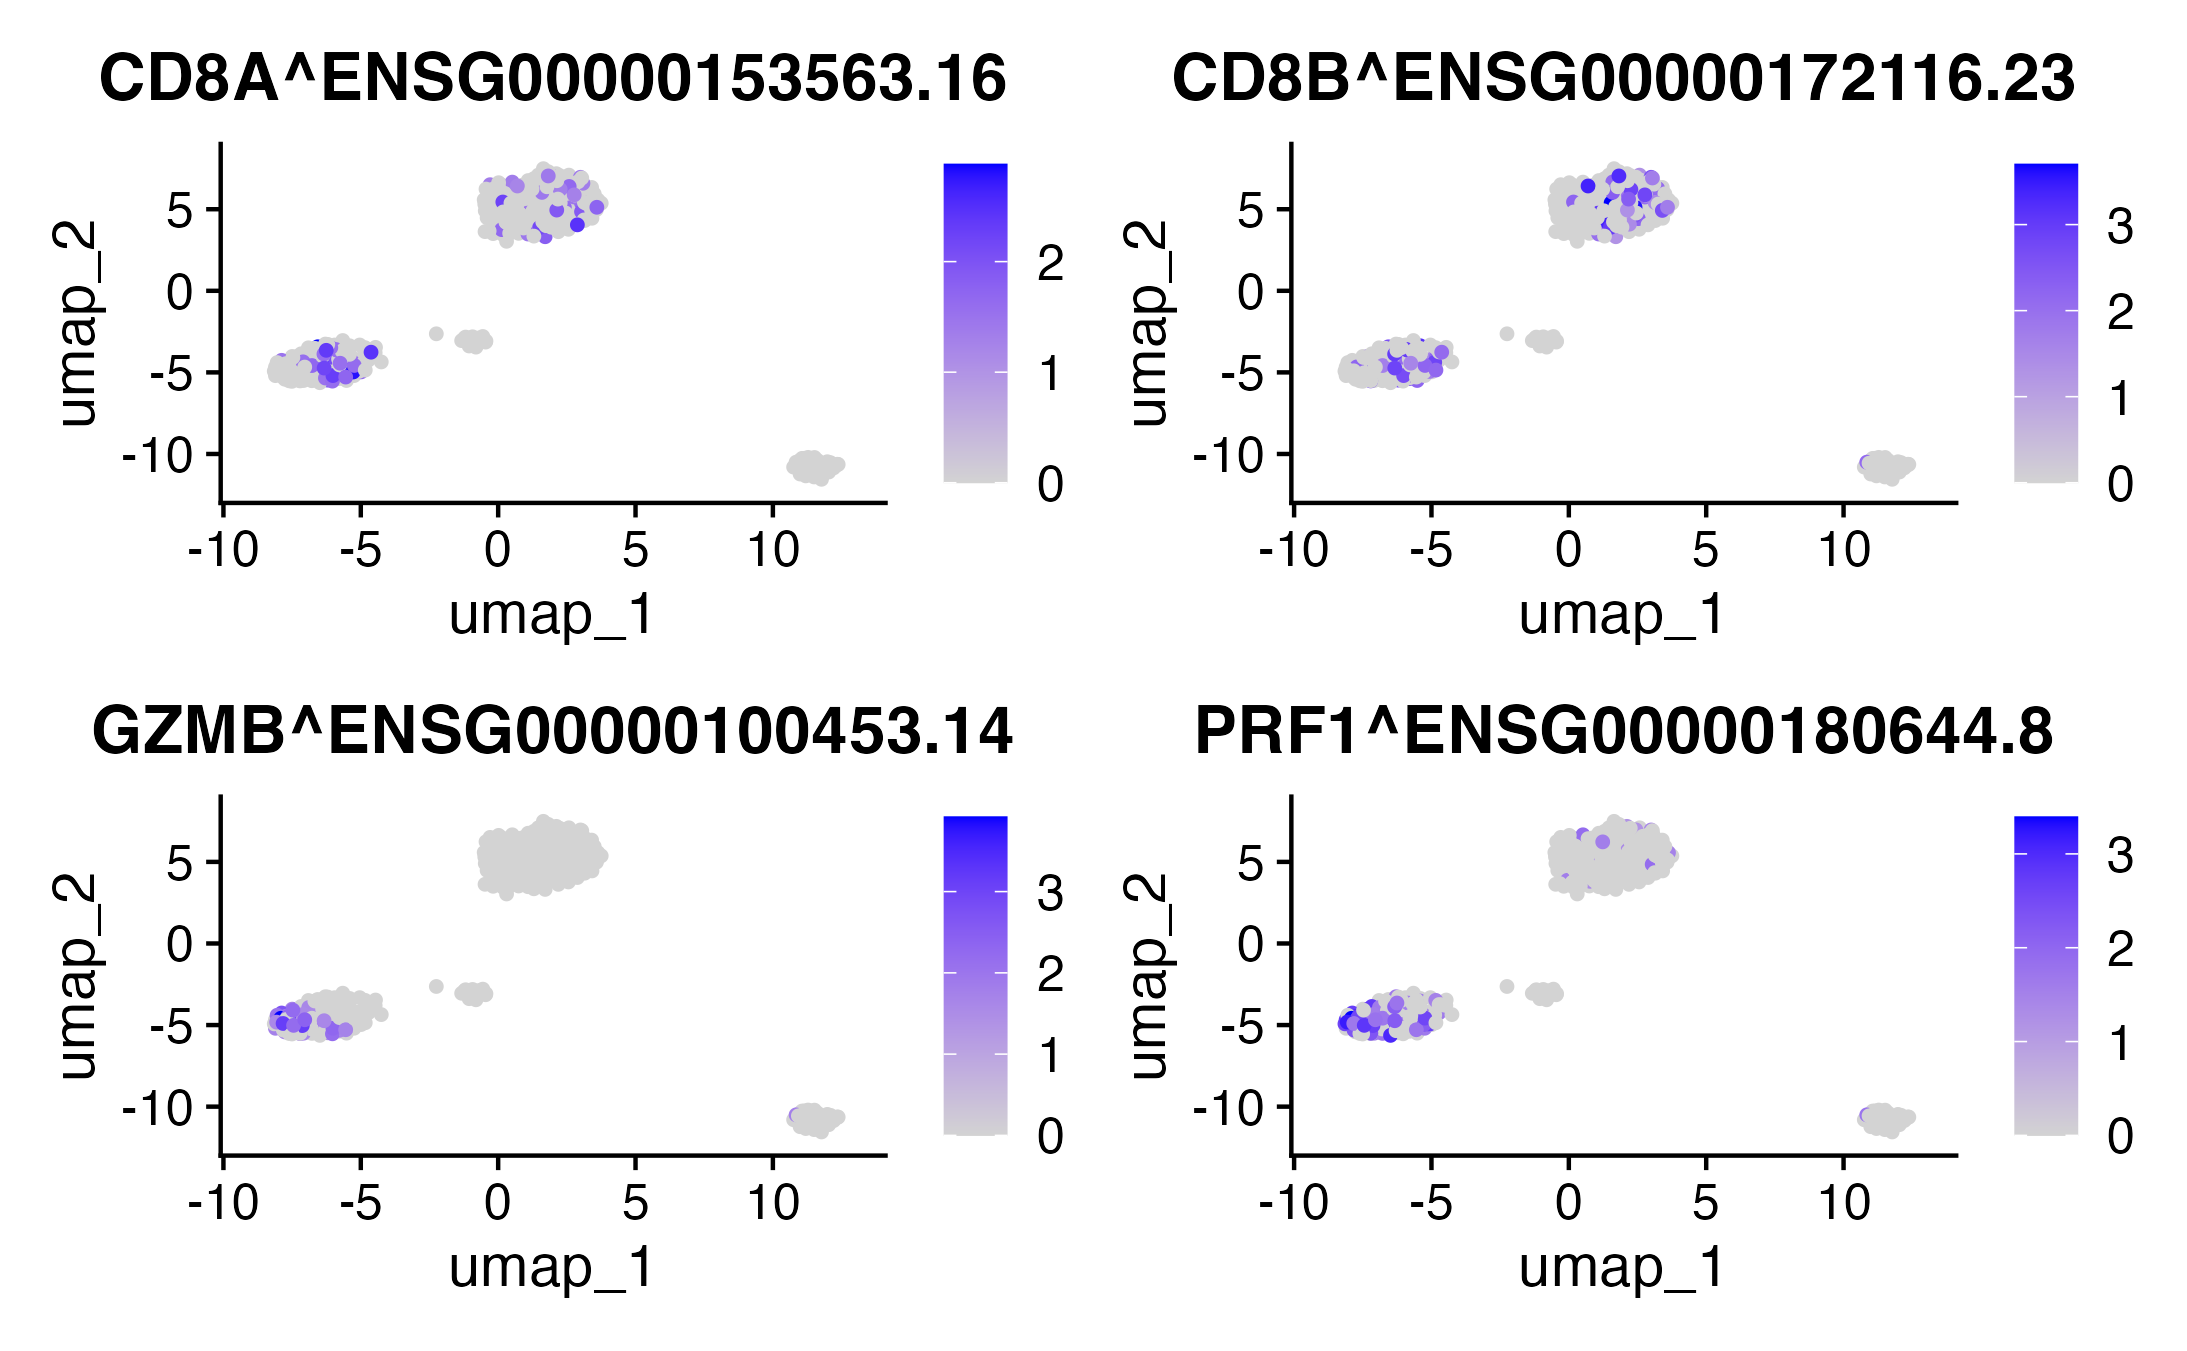 CD8A^ENSG00000153563.16
umap_2
5
0
-5
-10
-10 -5 0 5 10
umap_1
2
1
0
CD8B^ENSG00000172116.23
umap_2
5
0
-5
-10
-10 -5 0 5 10
umap_1
3
2
1
0
GZMB^ENSG00000100453.14
umap_2
5
0
-5
-10
-10 -5 0 5 10
umap_1
3
2
1
0
PRF1^ENSG00000180644.8
umap_2
5
0
-5
-10
-10 -5 0 5 10
umap_1
3
2
1
0